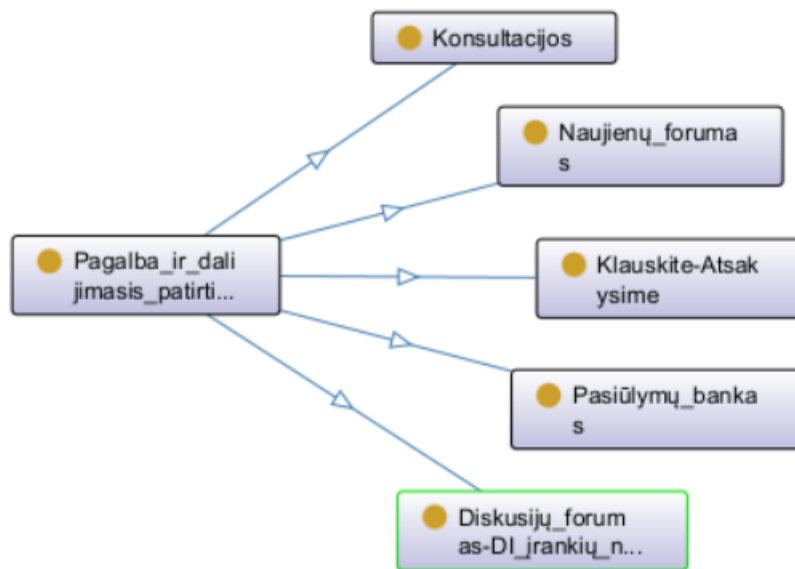 Konsultacijos
Naujienų_foruma
s
Pagalba_ir_dali
jimasis_patirti...
Klauskite-Atsak
ysime
Pasiūlymų_banka
s
Diskusijų_forum
as-DI_įrankių_n...